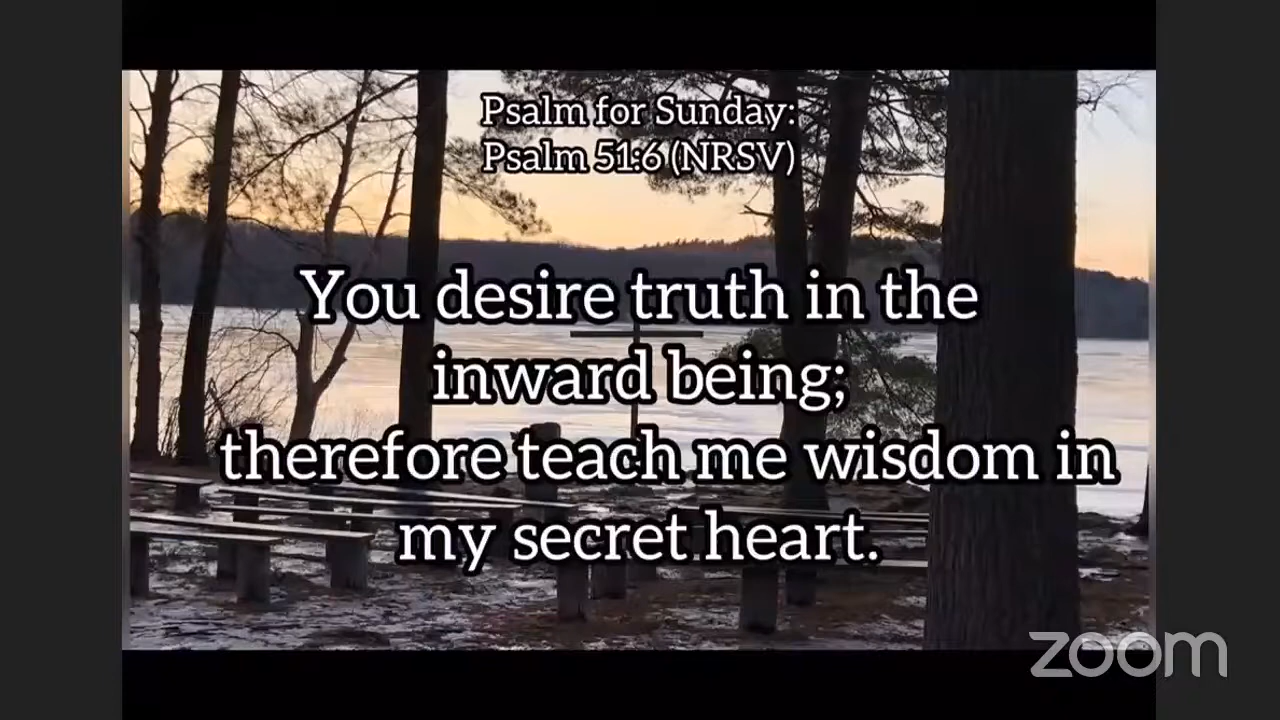 Psalm for Sunday:
Psalm 51:6 (NRSV)
You desire truth in the
inward being;
therefore teach me wisdom in
my secret heart.
zoom